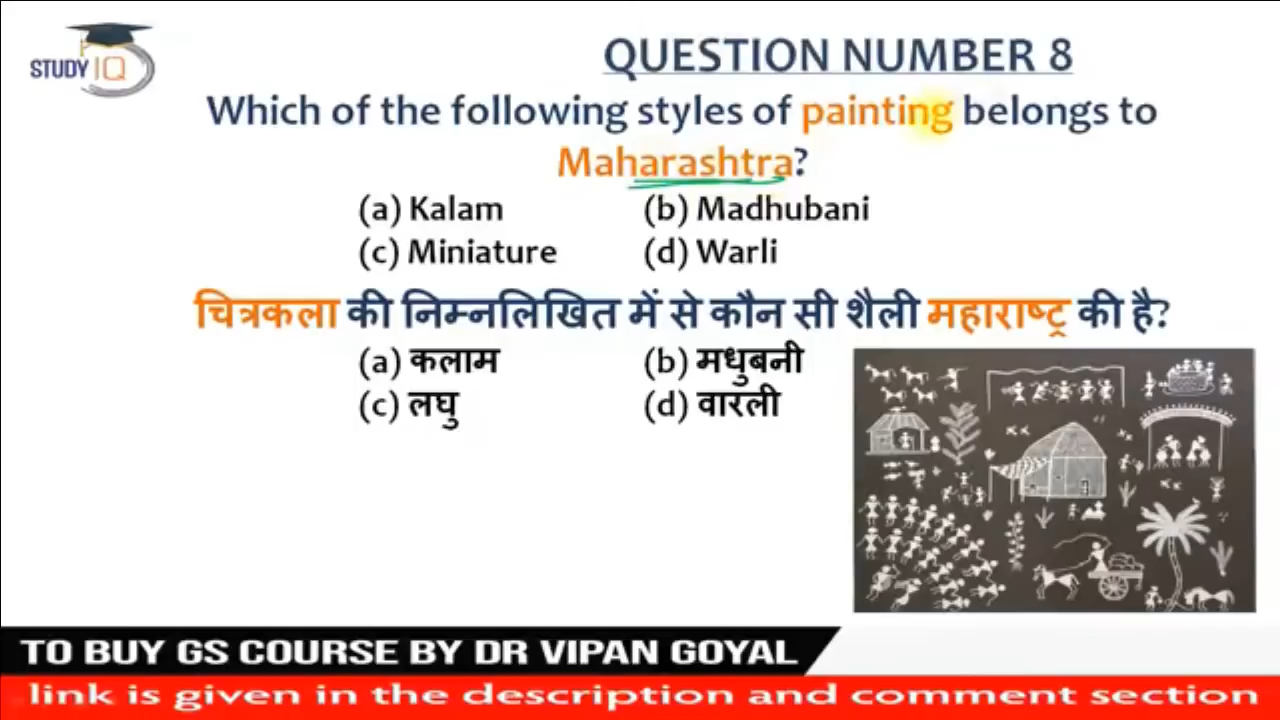 STUDY IQ
QUESTION NUMBER 8
Which of the following styles of painting belongs to
Maharashtra?
(a) Kalam (b) Madhubani
(c) Miniature (d) Warli
चित्रकला की निम्नलिखित में से कौन सी शैली महाराष्ट्र की है?
(a) कलाम (b) मधुबनी
(c) लघु (d) वारली
TO BUY GS COURSE BY DR VIPAN GOYAL
link is given in the description and comment section